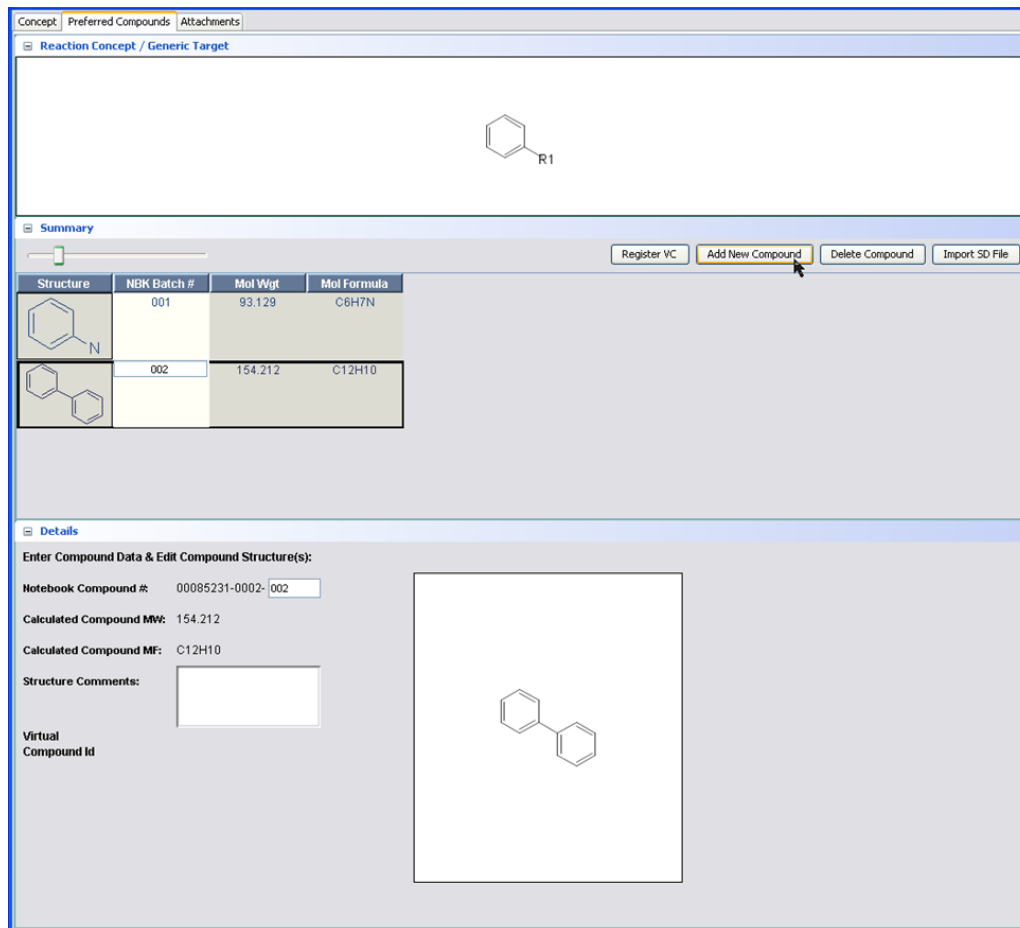 Concept Preferred Compounds Attachments
Reaction Concept / Generic Target
R1
Summary
Register VC Add New Compound Delete Compound Import SD File
Structure NBK Batch # Mol Wgt Mol Formula
001 93.129 C6H7N
N
002 154.212 C12H10
Details
Enter Compound Data & Edit Compound Structure(s):
Notebook Compound #: 00085231-0002- 002
Calculated Compound MW: 154.212
Calculated Compound MF: C12H10
Structure Comments:
Virtual
Compound Id